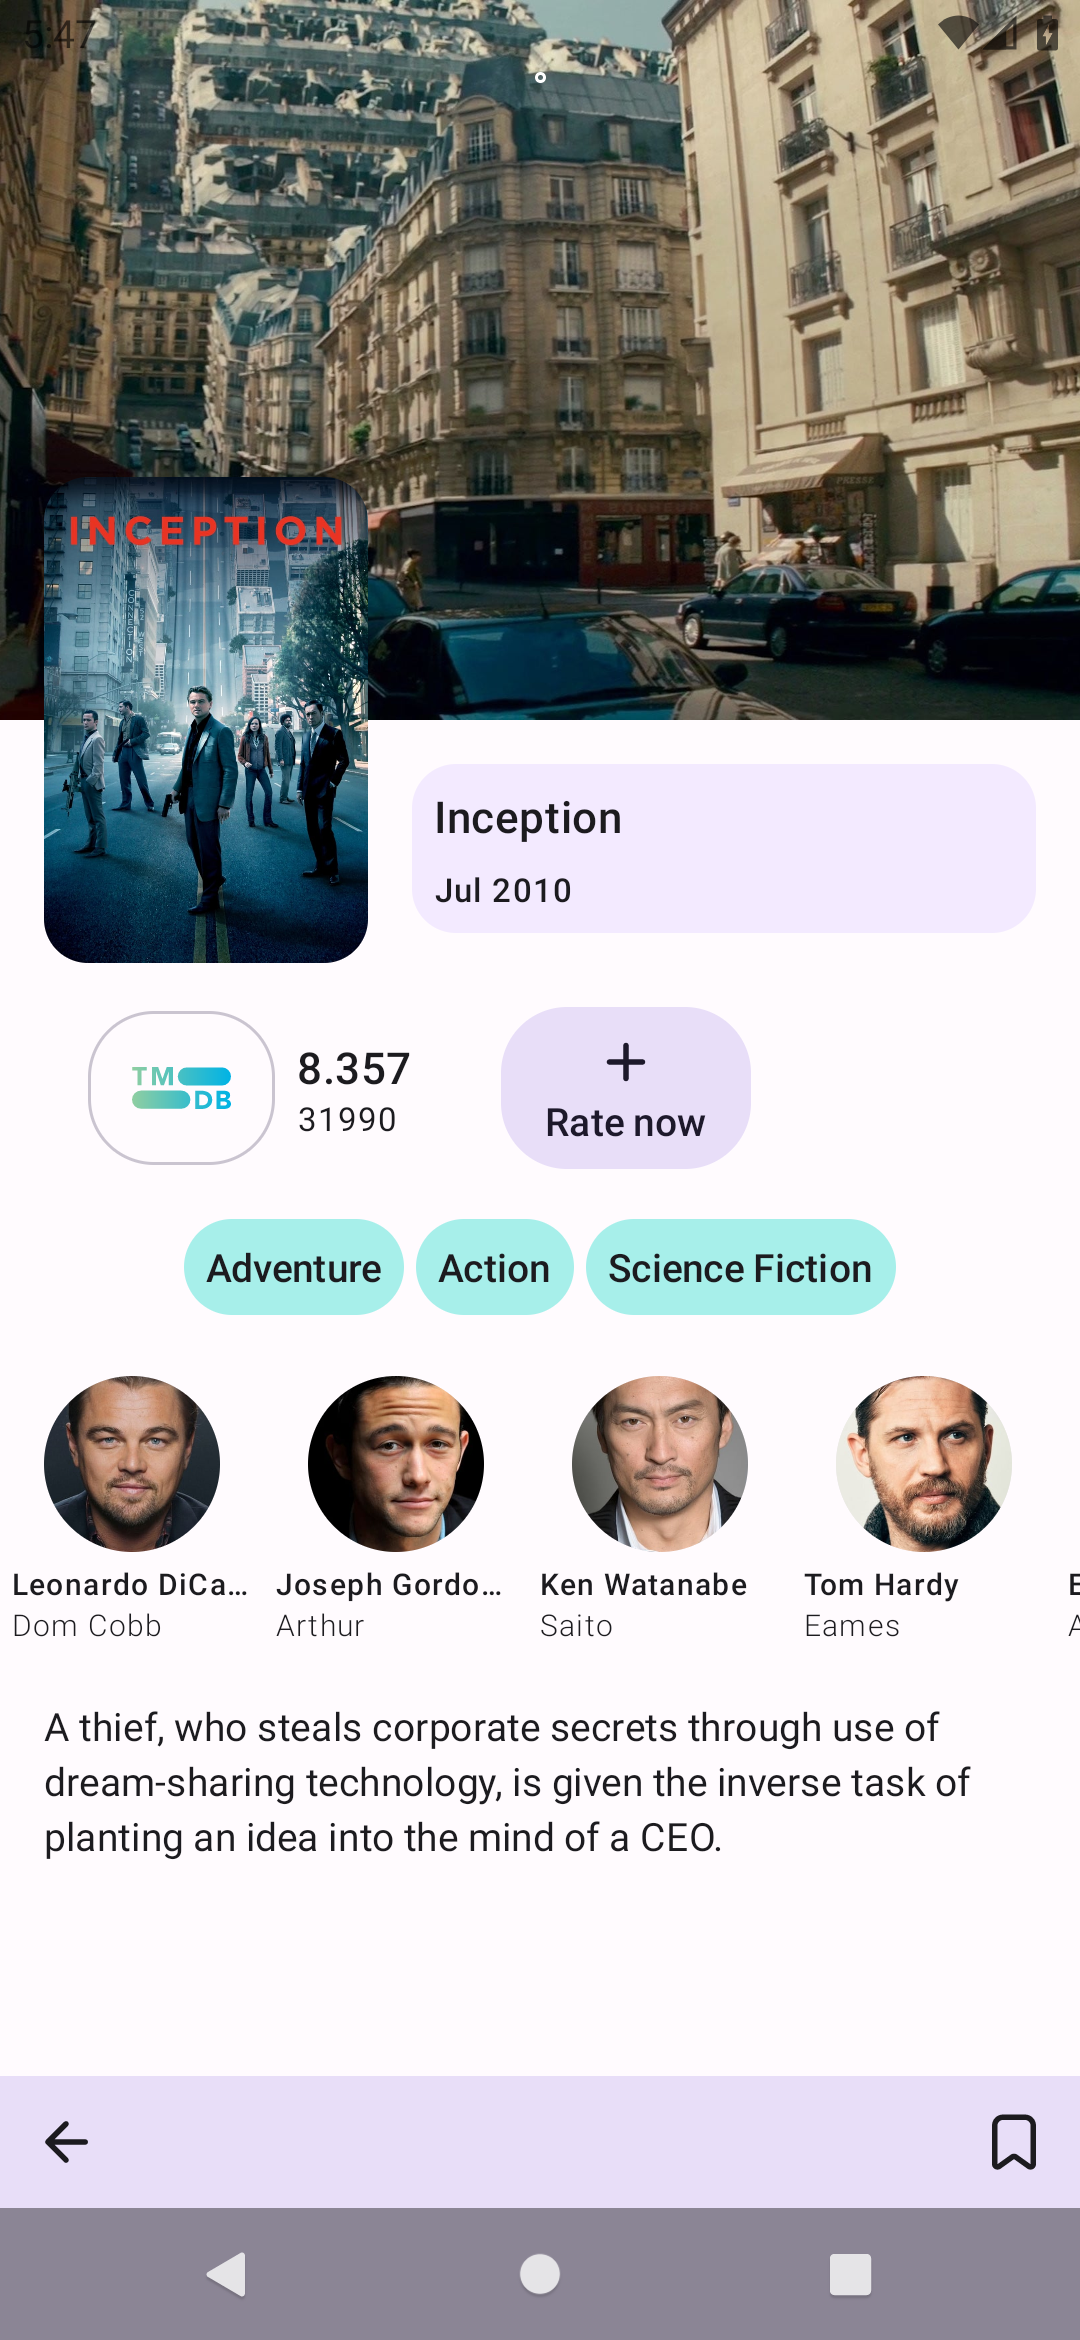 5:47
PRESSE
INCEPTION
Inception
Jul 2010
TM
DB
8.357
31990
Rate now
Adventure
Action
Science Fiction
Leonardo DiCa…
Joseph Gordo…
Ken Watanabe
Tom Hardy
Dom Cobb
Arthur
Saito
Eames
A thief, who steals corporate secrets through use of
dream-sharing technology, is given the inverse task of
planting an idea into the mind of a CEO.